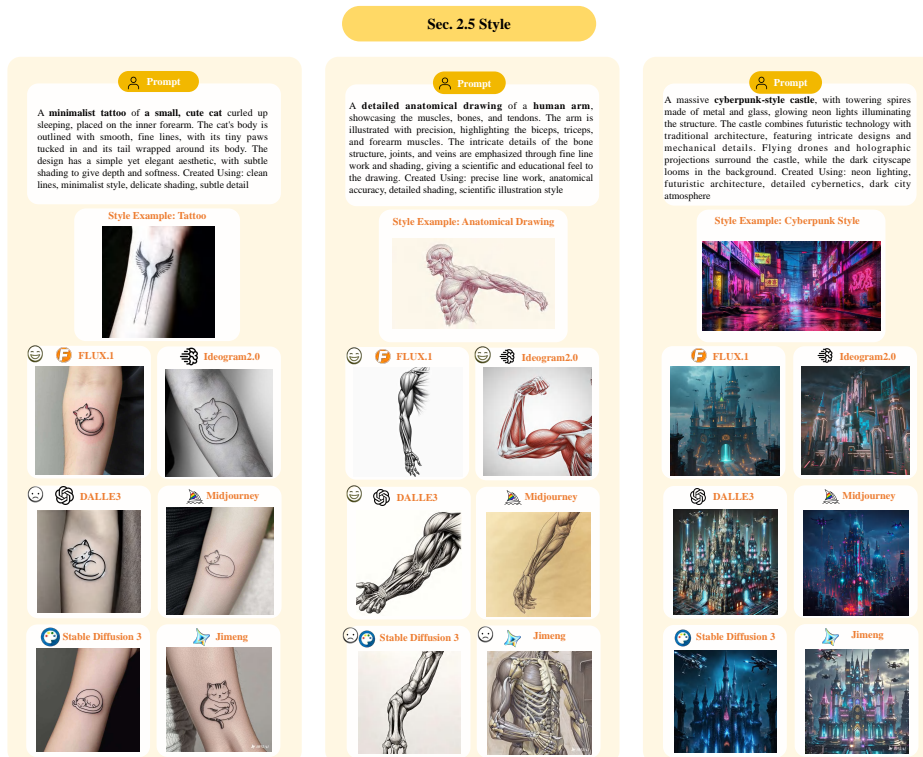 Sec. 2.5 Style
Prompt
A minimalist tattoo of a small, cute cat curled up
sleeping, placed on the inner forearm. The cat's body is
outlined with smooth, fine lines, with its tiny paws
tucked in and its tail wrapped around its body. The
design has a simple yet elegant aesthetic, with subtle
shading to give depth and softness. Created Using: clean
lines, minimalist style, delicate shading, subtle detail
Style Example: Tattoo
FLUX.1
Ideogram2.0
DALLE3
Midjourney
Stable Diffusion 3
Jimeng
Prompt
A detailed anatomical drawing of a human arm,
showcasing the muscles, bones, and tendons. The arm is
illustrated with precision, highlighting the biceps, triceps,
and forearm muscles. The intricate details of the bone
structure, joints, and veins are emphasized through fine line
work and shading, giving a scientific and educational feel to
the drawing. Created Using: precise line work, anatomical
accuracy, detailed shading, scientific illustration style
Style Example: Anatomical Drawing
FLUX.1
Ideogram2.0
DALLE3
Midjourney
Stable Diffusion 3
Jimeng
Prompt
A massive cyberpunk-style castle, with towering spires
made of metal and glass, glowing neon lights illuminating
the structure. The castle combines futuristic technology with
traditional architecture, featuring intricate designs and
mechanical details. Flying drones and holographic
projections surround the castle, while the dark cityscape
looms in the background. Created Using: neon lighting,
futuristic architecture, detailed cybernetics, dark city
atmosphere
Style Example: Cyberpunk Style
FLUX.1
Ideogram2.0
DALLE3
Midjourney
Stable Diffusion 3
Jimeng